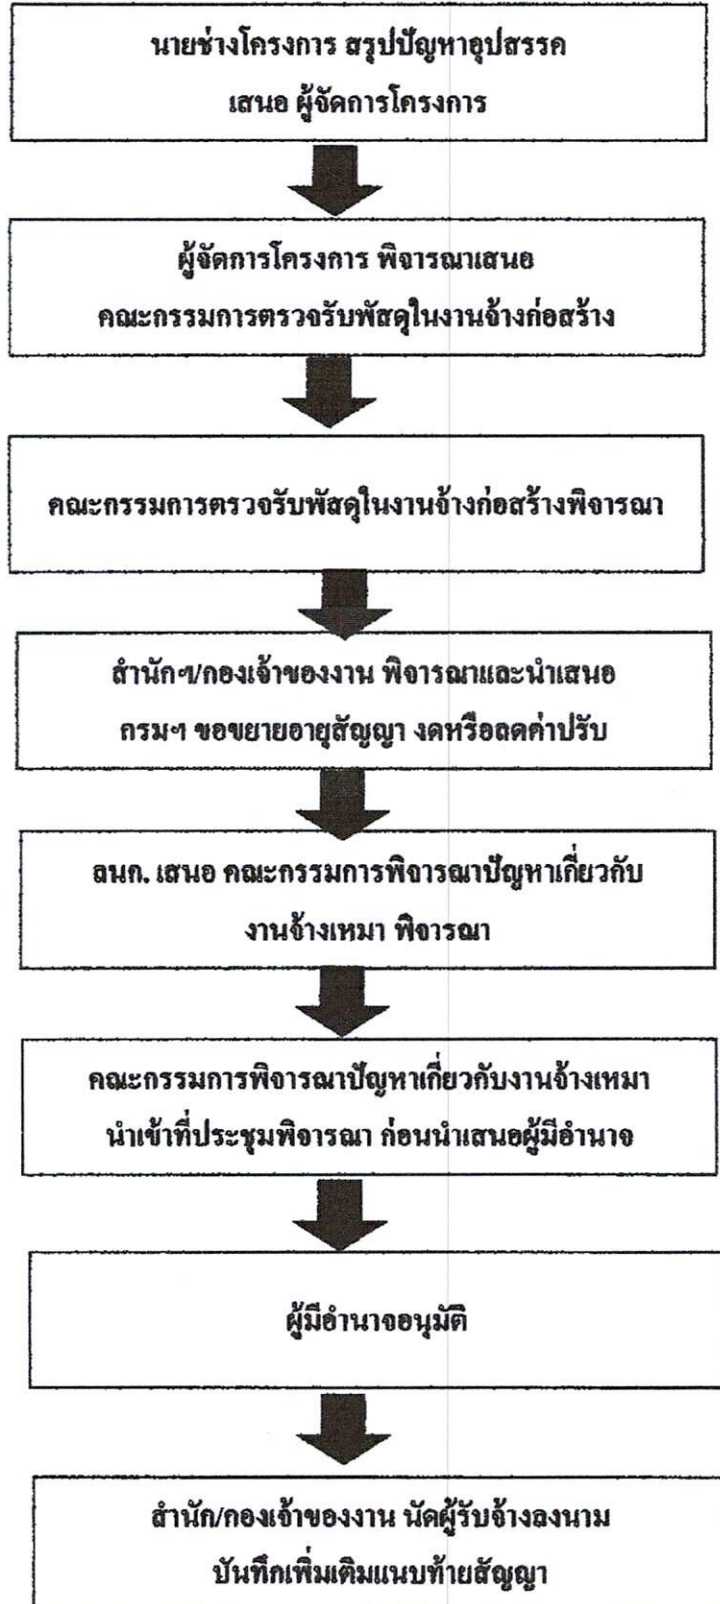 นายช่างโครงการ สรุปปัญหาอุปสรรค
เสนอ ผู้จัดการโครงการ
ผู้จัดการโครงการ พิจารณาเสนอ
คณะกรรมการตรวจรับพัสดุในงานจ้างก่อสร้าง
คณะกรรมการตรวจรับพัสดุในงานจ้างก่อสร้างพิจารณา
สำนักฯ/กองเจ้าของงาน พิจารณาและนำเสนอ
กรมฯ ขอขยายอายุสัญญา งดหรือลดค่าปรับ
ลนก. เสนอ คณะกรรมการพิจารณาปัญหาเกี่ยวกับ
งานจ้างเหมา พิจารณา
คณะกรรมการพิจารณาปัญหาเกี่ยวกับงานจ้างเหมา
นำเข้าที่ประชุมพิจารณา ก่อนนำเสนอผู้มีอำนาจ
ผู้มีอำนาจอนุมัติ
สำนัก/กองเจ้าของงาน นัดผู้รับจ้างลงนาม
บันทึกเพิ่มเติมแนบท้ายสัญญา